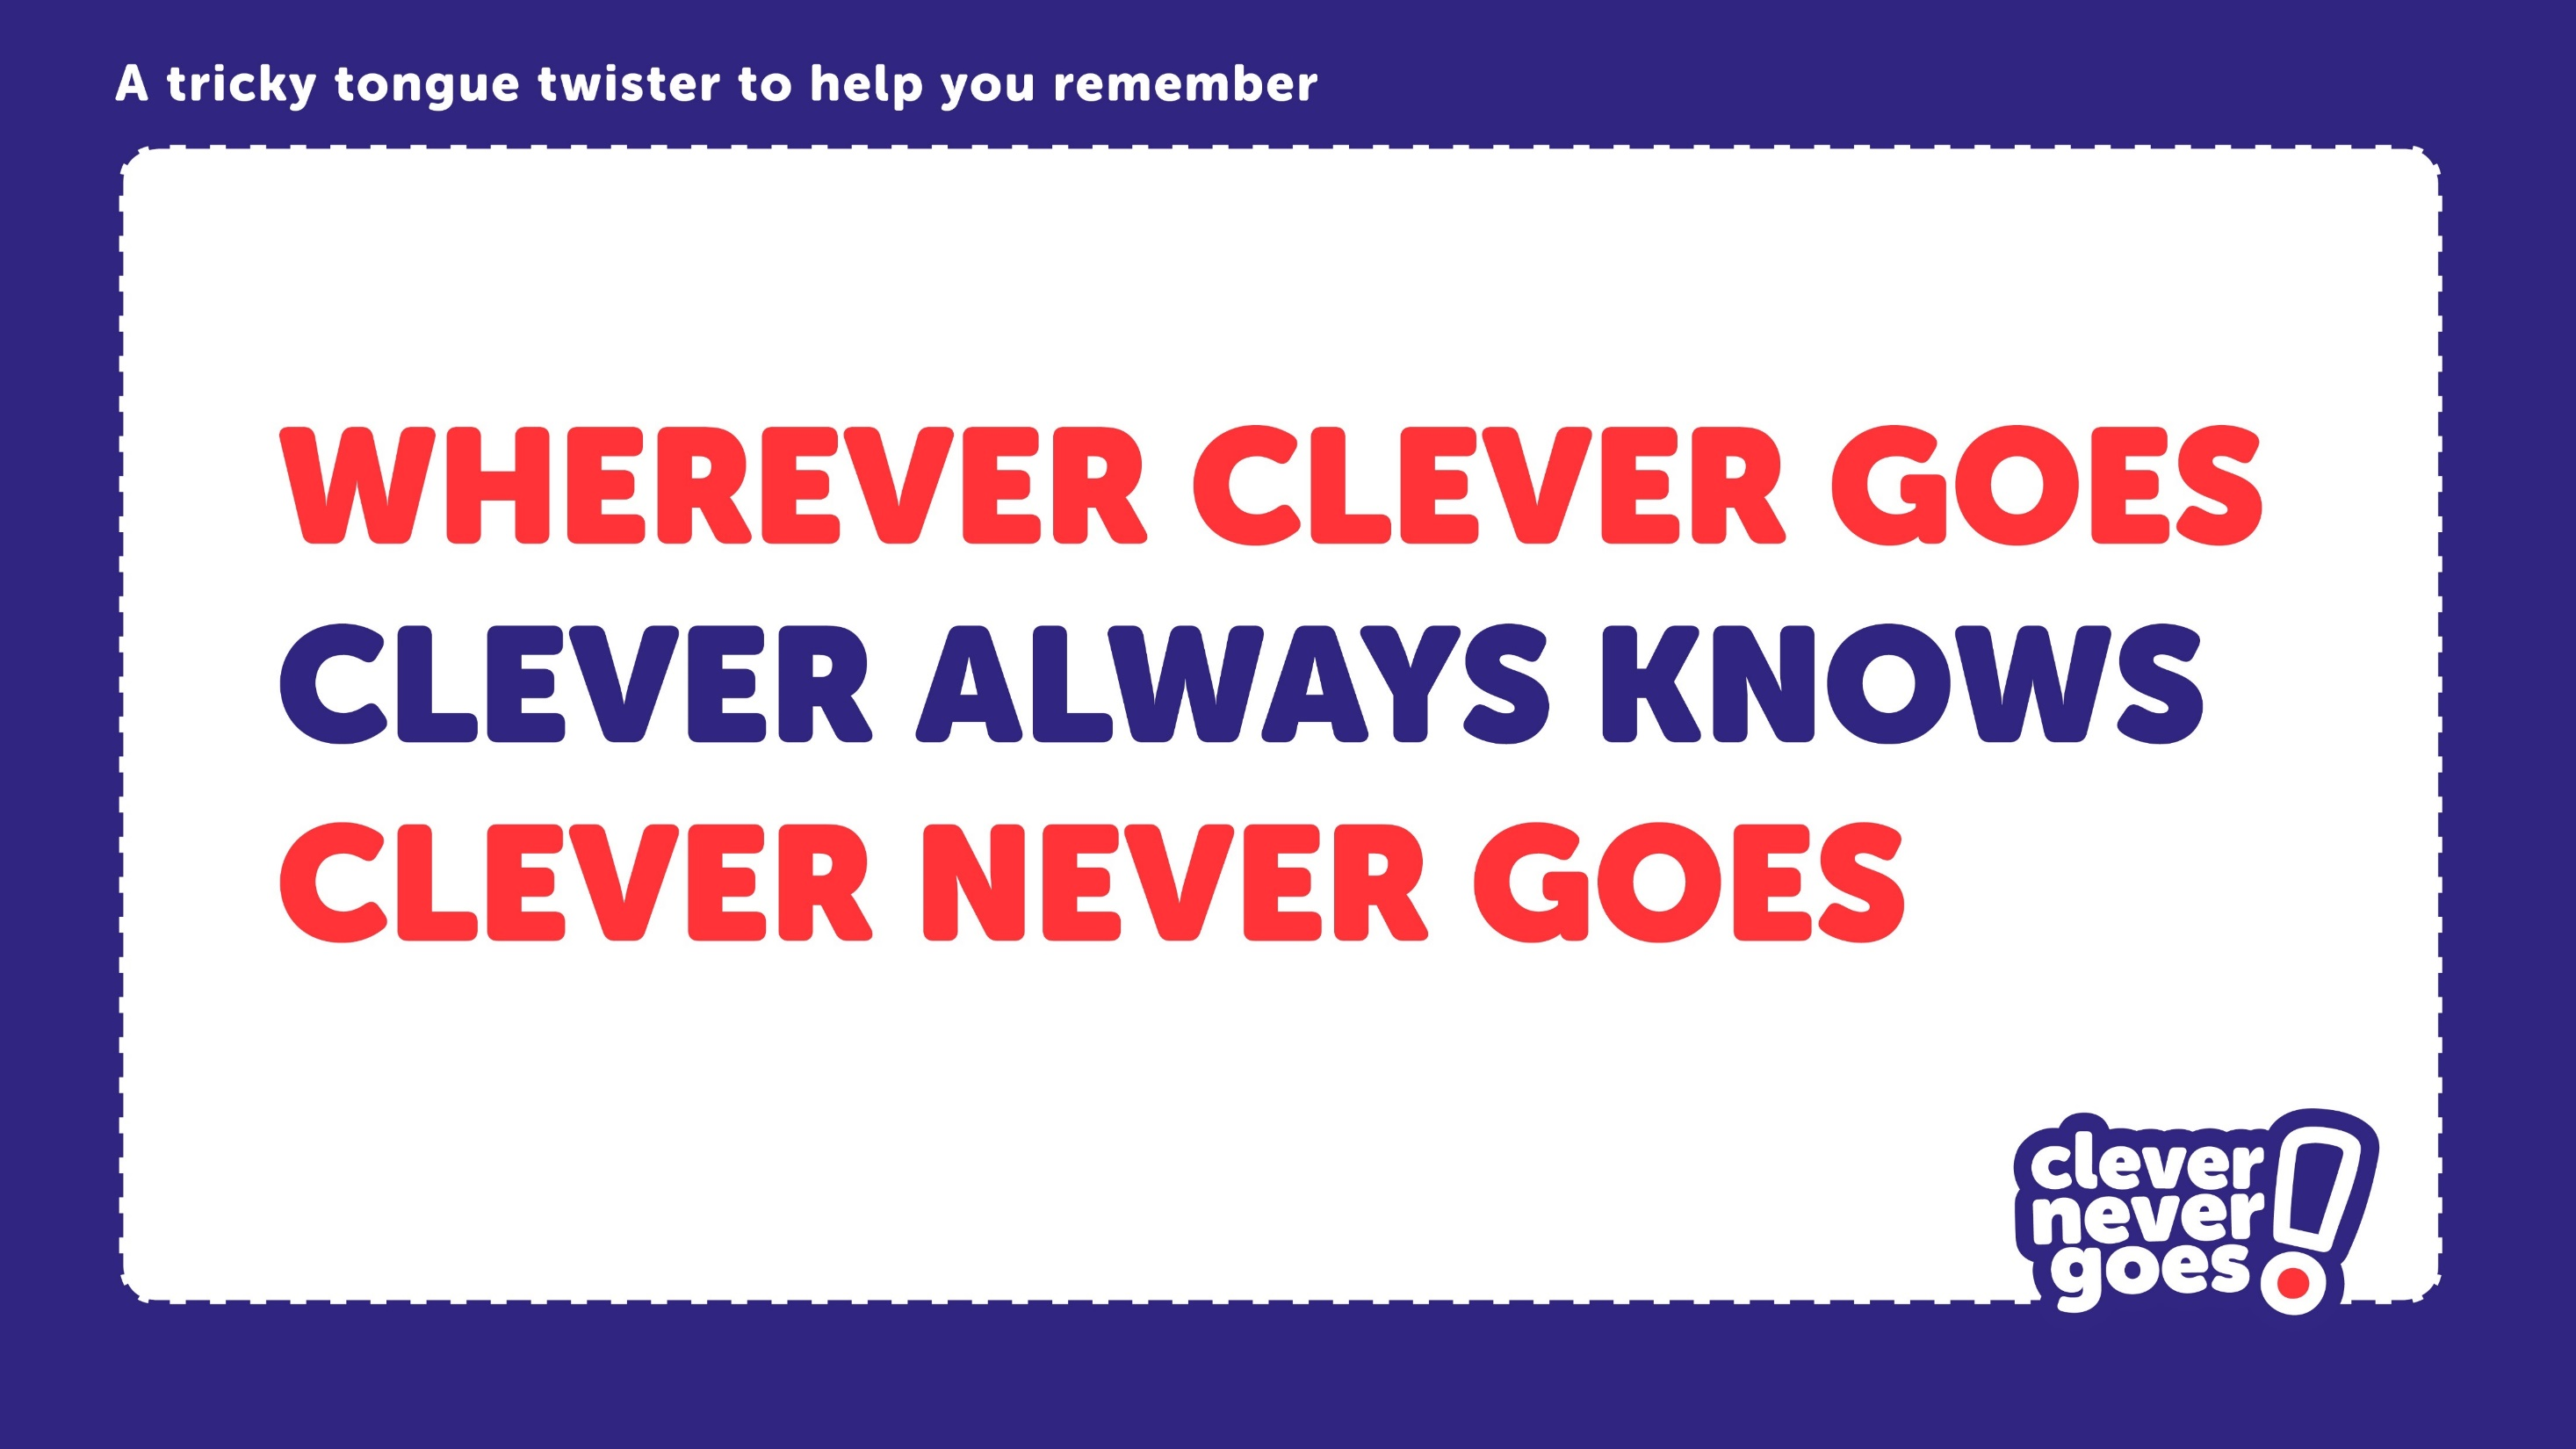 A tricky tongue twister to help you remember
WHEREVER CLEVER GOES
CLEVER ALWAYS KNOWS
CLEVER NEVER GOES
clever
never
goes!